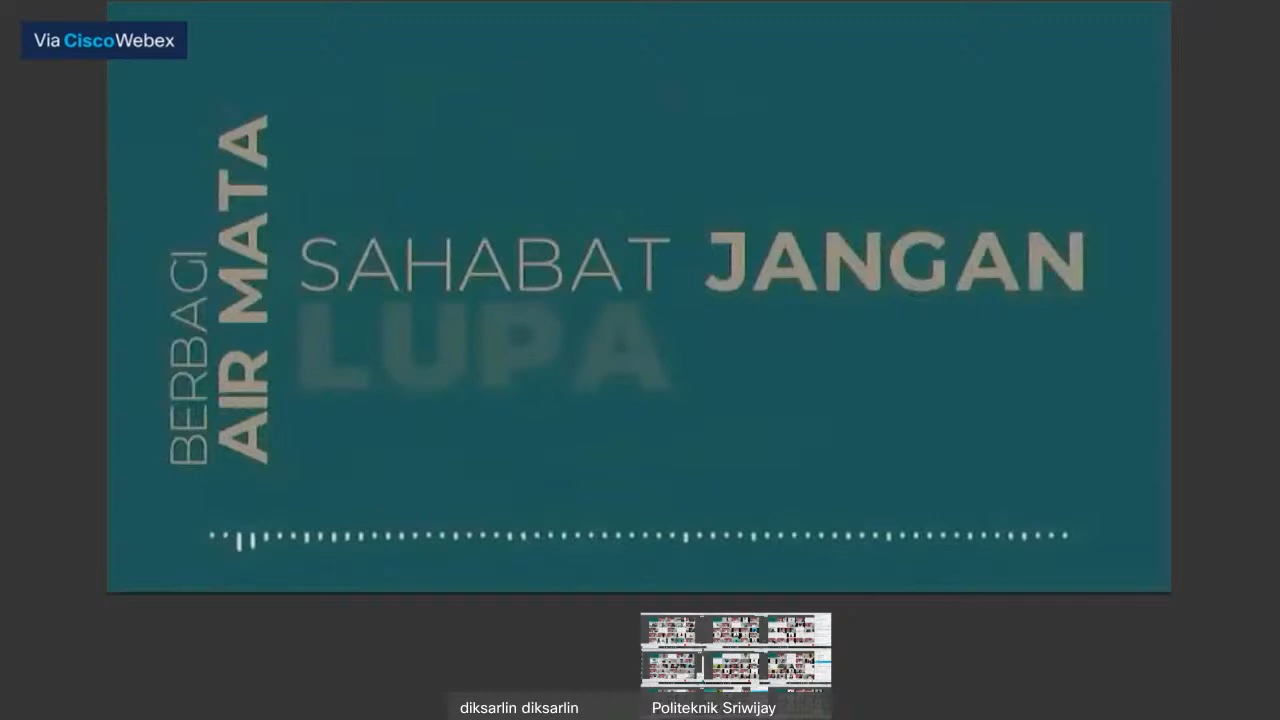 Via CiscoWebex
BERBAGI
AIR MATA
SAHABAT JANGAN
LUPA
diksarlin diksarlin
Politeknik Sriwijay